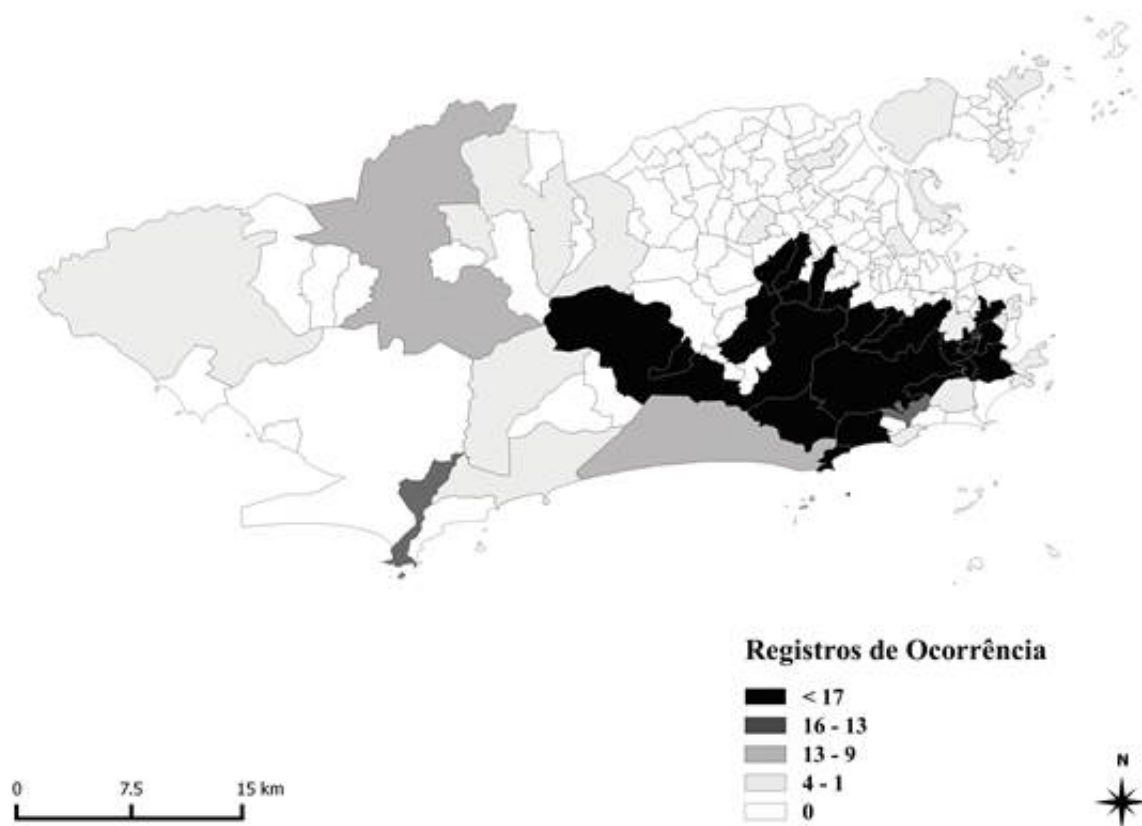 Registros de Ocorrência
< 17
16 - 13
13 - 9
4 - 1
0
0 7.5 15 km
N